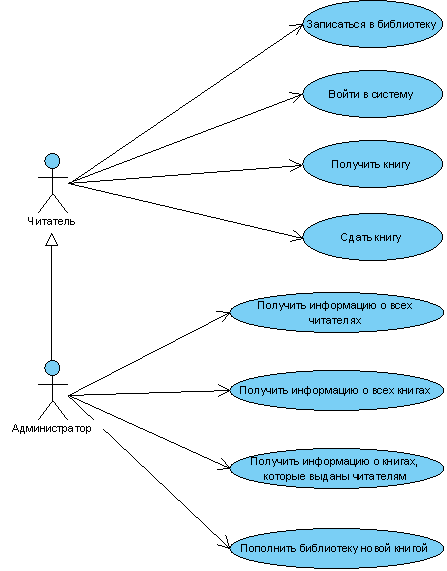 Записаться в библиотеку
Войти в систему
Получить книгу
Читатель
Сдать книгу
Получить информацию о всех
читателях
Получить информацию о всех книгах
Администратор
Получить информацию о книгах,
которые выданы читателям
Пополнить библиотеку новой книгой